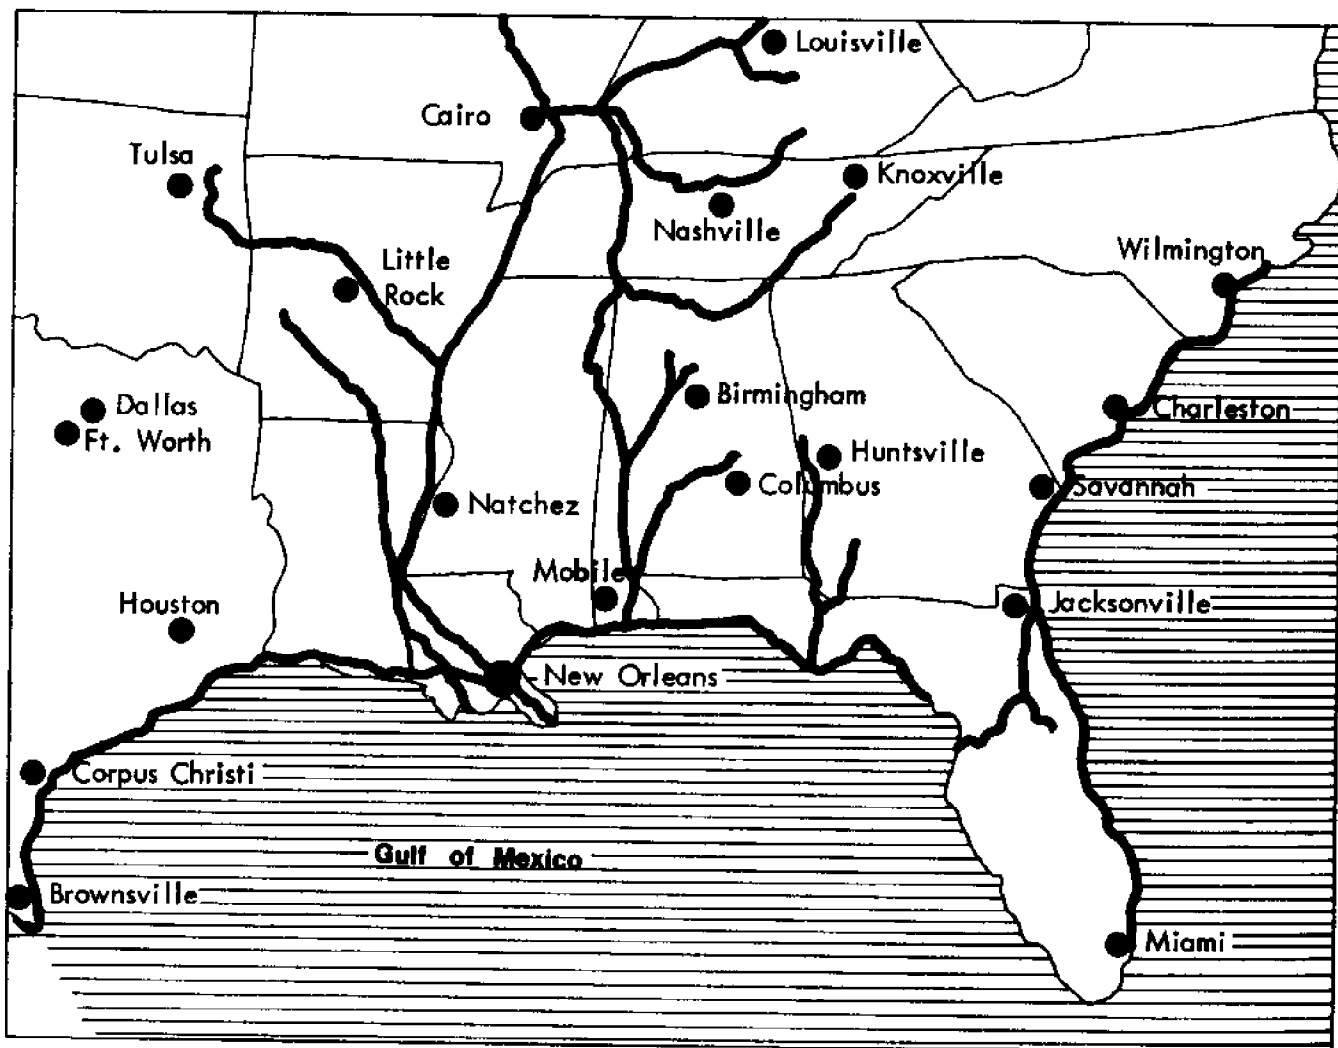 Louisville
Cairo
Tulsa
Knoxville
Nashville
Wilmington
Little
Rock
Birmingham
Dallas
Charleston
Ft. Worth
Huntsville
Columbus
Savannah
Natchez
Mobile
Houston
Jacksonville
New Orleans
Corpus Christi
Gulf of Mexico
Brownsville
Miami